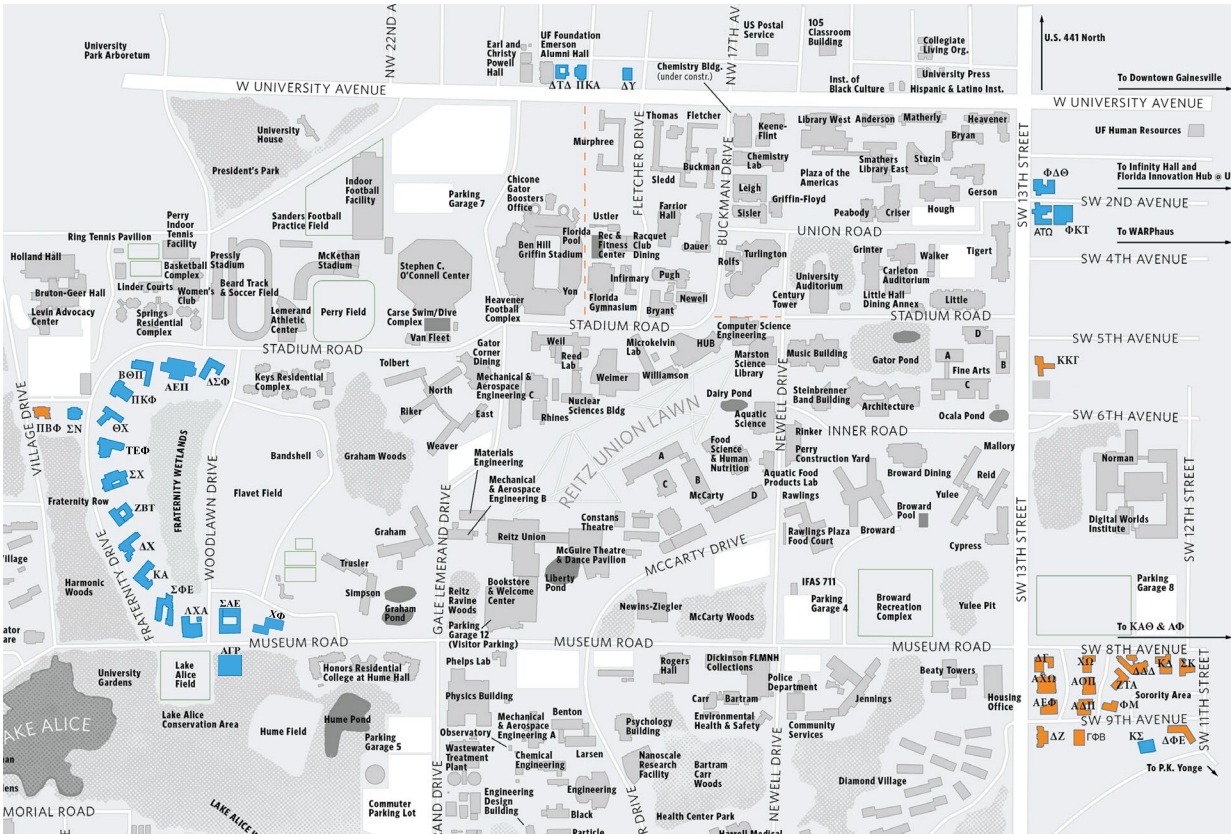 University
Park Arboretum
NW 22ND A
Earl and
Christy
Powell
Hall
UF Foundation
Emerson
Alumni Hall
ΔΤΔ
ΠΚΑ
ΔΥ
Chemistry Bldg.
(under constr.)
NW 17TH AV
US Postal
Service
105
Classroom
Building
Collegiate
Living Org.
University Press
Inst. of
Black Culture
Hispanic & Latino Inst.
U.S. 441 North
To Downtown Gainesville
W UNIVERSITY AVENUE
W UNIVERSITY AVENUE
UF Human Resources
To Infinity Hall and
Florida Innovation Hub @ U
ΦΔΘ
SW 2ND AVENUE
ΑΤΩ
ΦΚΤ
To WARPhaus
SW 4TH AVENUE
SW 13TH STREET
University
House
President's Park
Indoor
Football
Facility
Sanders Football
Practice Field
Parking
Garage 7
Chicone
Gator
Boosters
Office
Murphree
FLETCHER DRIVE
Thomas
Fletcher
Buckman
Sledd
Farrior
Hall
BUCKMAN DRIVE
Keene-
Flint
Chemistry
Lab
Leigh
Sisler
Griffin-Floyd
Library West
Anderson
Matherly
Heavener
Bryan
Smathers
Library East
Stuzin
Plaza of the
Americas
Gerson
Peabody
Criser
Hough
UNION ROAD
Ring Tennis Pavilion
Perry
Indoor
Tennis
Facility
Holland Hall
Basketball
Complex
Linder Courts
Bruton-Geer Hall
Levin Advocacy
Center
Springs
Residential
Complex
Women's
Club
Pressly
Stadium
Beard Track
& Soccer Field
McKethan
Stadium
Lemerand
Athletic
Center
Perry Field
Stephen C.
O'Connell Center
Carse Swim/Dive
Complex
Van Fleet
Ben Hill
Griffin Stadium
Florida
Pool
Heavener
Football
Complex
Yon
Ustler
Rec &
Fitness
Center
Racquet
Club
Dining
Infirmary
Florida
Gymnasium
Dauer
Pugh
Newell
Bryant
Rolfs
Turlington
University
Auditorium
Century
Tower
Grinter
Carleton
Auditorium
Walker
Tigert
Little Hall
Dining Annex
Little
STADIUM ROAD
STADIUM ROAD
STADIUM ROAD
SW 5TH AVENUE
ΚΚΓ
SW 6TH AVENUE
ΒΘΠ
ΑΕΠ
ΔΣΦ
ΠΚΦ
ΠΒΦ
ΣΝ
ΘΧ
ΤΕΦ
ΣΧ
ΖΒΤ
ΔΧ
ΚΑ
ΣΦΕ
ΛΧΑ
ΣΑΕ
ΧΦ
ΑΓΡ
VILLAGE DRIVE
Fraternity Row
FRATERNITY DRIVE
FRATERNITY WETLANDS
WOODLAWN DRIVE
Harmonic
Woods
Keys Residential
Complex
Bandshell
Flavet Field
Graham Woods
Tolbert
North
Riker
East
Weaver
Gator
Corner
Dining
Mechanical &
Aerospace
Engineering C
Weil
Reed
Lab
Rhines
Nuclear
Sciences Bldg
Weimer
Microkelvin
Lab
Williamson
HUB
Computer Science
Engineering
Marston
Science
Library
Music Building
Gator Pond
D
A
B
Fine Arts
C
Dairy Pond
Aquatic
Science
NEWELL DRIVE
Steinbrenner
Band Building
Architecture
Ocala Pond
INNER ROAD
Rinker
Perry
Construction Yard
Mallory
Materials
Engineering
Mechanical
& Aerospace
Engineering B
REITZ UNION LAWN
A
B
C
D
McCarty
Food
Science
& Human
Nutrition
Aquatic Food
Products Lab
Rawlings
Broward Dining
Reid
Yulee
Norman
Digital Worlds
Institute
SW 12TH STREET
Graham
Trusler
Simpson
Graham
Pond
GALE LEMERAND DRIVE
Reitz Union
Constans
Theatre
McGuire Theatre
& Dance Pavilion
Bookstore
& Welcome
Center
Liberty
Pond
Reitz
Ravine
Woods
Parking
Garage 12
(Visitor Parking)
MCCARTY DRIVE
Rawlings Plaza
Food Court
Broward
Broward
Pool
Cypress
SW 13TH STREET
IFAS 711
Parking
Garage 4
Broward
Recreation
Complex
Yulee Pit
Parking
Garage 8
Newins-Ziegler
McCarty Woods
To ΚΑΘ & ΑΦ
MUSEUM ROAD
MUSEUM ROAD
MUSEUM ROAD
SW 8TH AVENUE
ΔΓ
ΧΩ
ΔΔΔ
ΚΔ
ΣΚ
ΑΧΩ
ΑΟΠ
ΖΤΑ
Sorority Area
ΑΕΦ
ΑΔΠ
ΦΜ
SW 9TH AVENUE
ΔΖ
ΓΦΒ
ΚΣ
ΔΦΕ
SW 11TH STREET
To P.K. Yonge
University
Gardens
Lake
Alice
Field
Lake Alice
Conservation Area
Honors Residential
College at Hume Hall
Hume Pond
Hume Field
Parking
Garage 5
Commuter
Parking Lot
Phelps Lab
Physics Building
Mechanical
& Aerospace
Engineering A
Observatory
Wastewater
Treatment
Plant
Benton
Chemical
Engineering
Larsen
Engineering
Design
Building
Engineering
Black
Particle
Rogers
Hall
Dickinson FLMNH
Collections
Carr
Bartram
Environmental
Health & Safety
Psychology
Building
Nanoscale
Research
Facility
Bartram
Carr
Woods
Health Center Park
Harrell Medical
Police
Department
Community
Services
Jennings
NEWELL DRIVE
Beaty Towers
Housing
Office
Diamond Village
AKE ALICE
MORIAL ROAD
AND DRIVE
R DRIVE